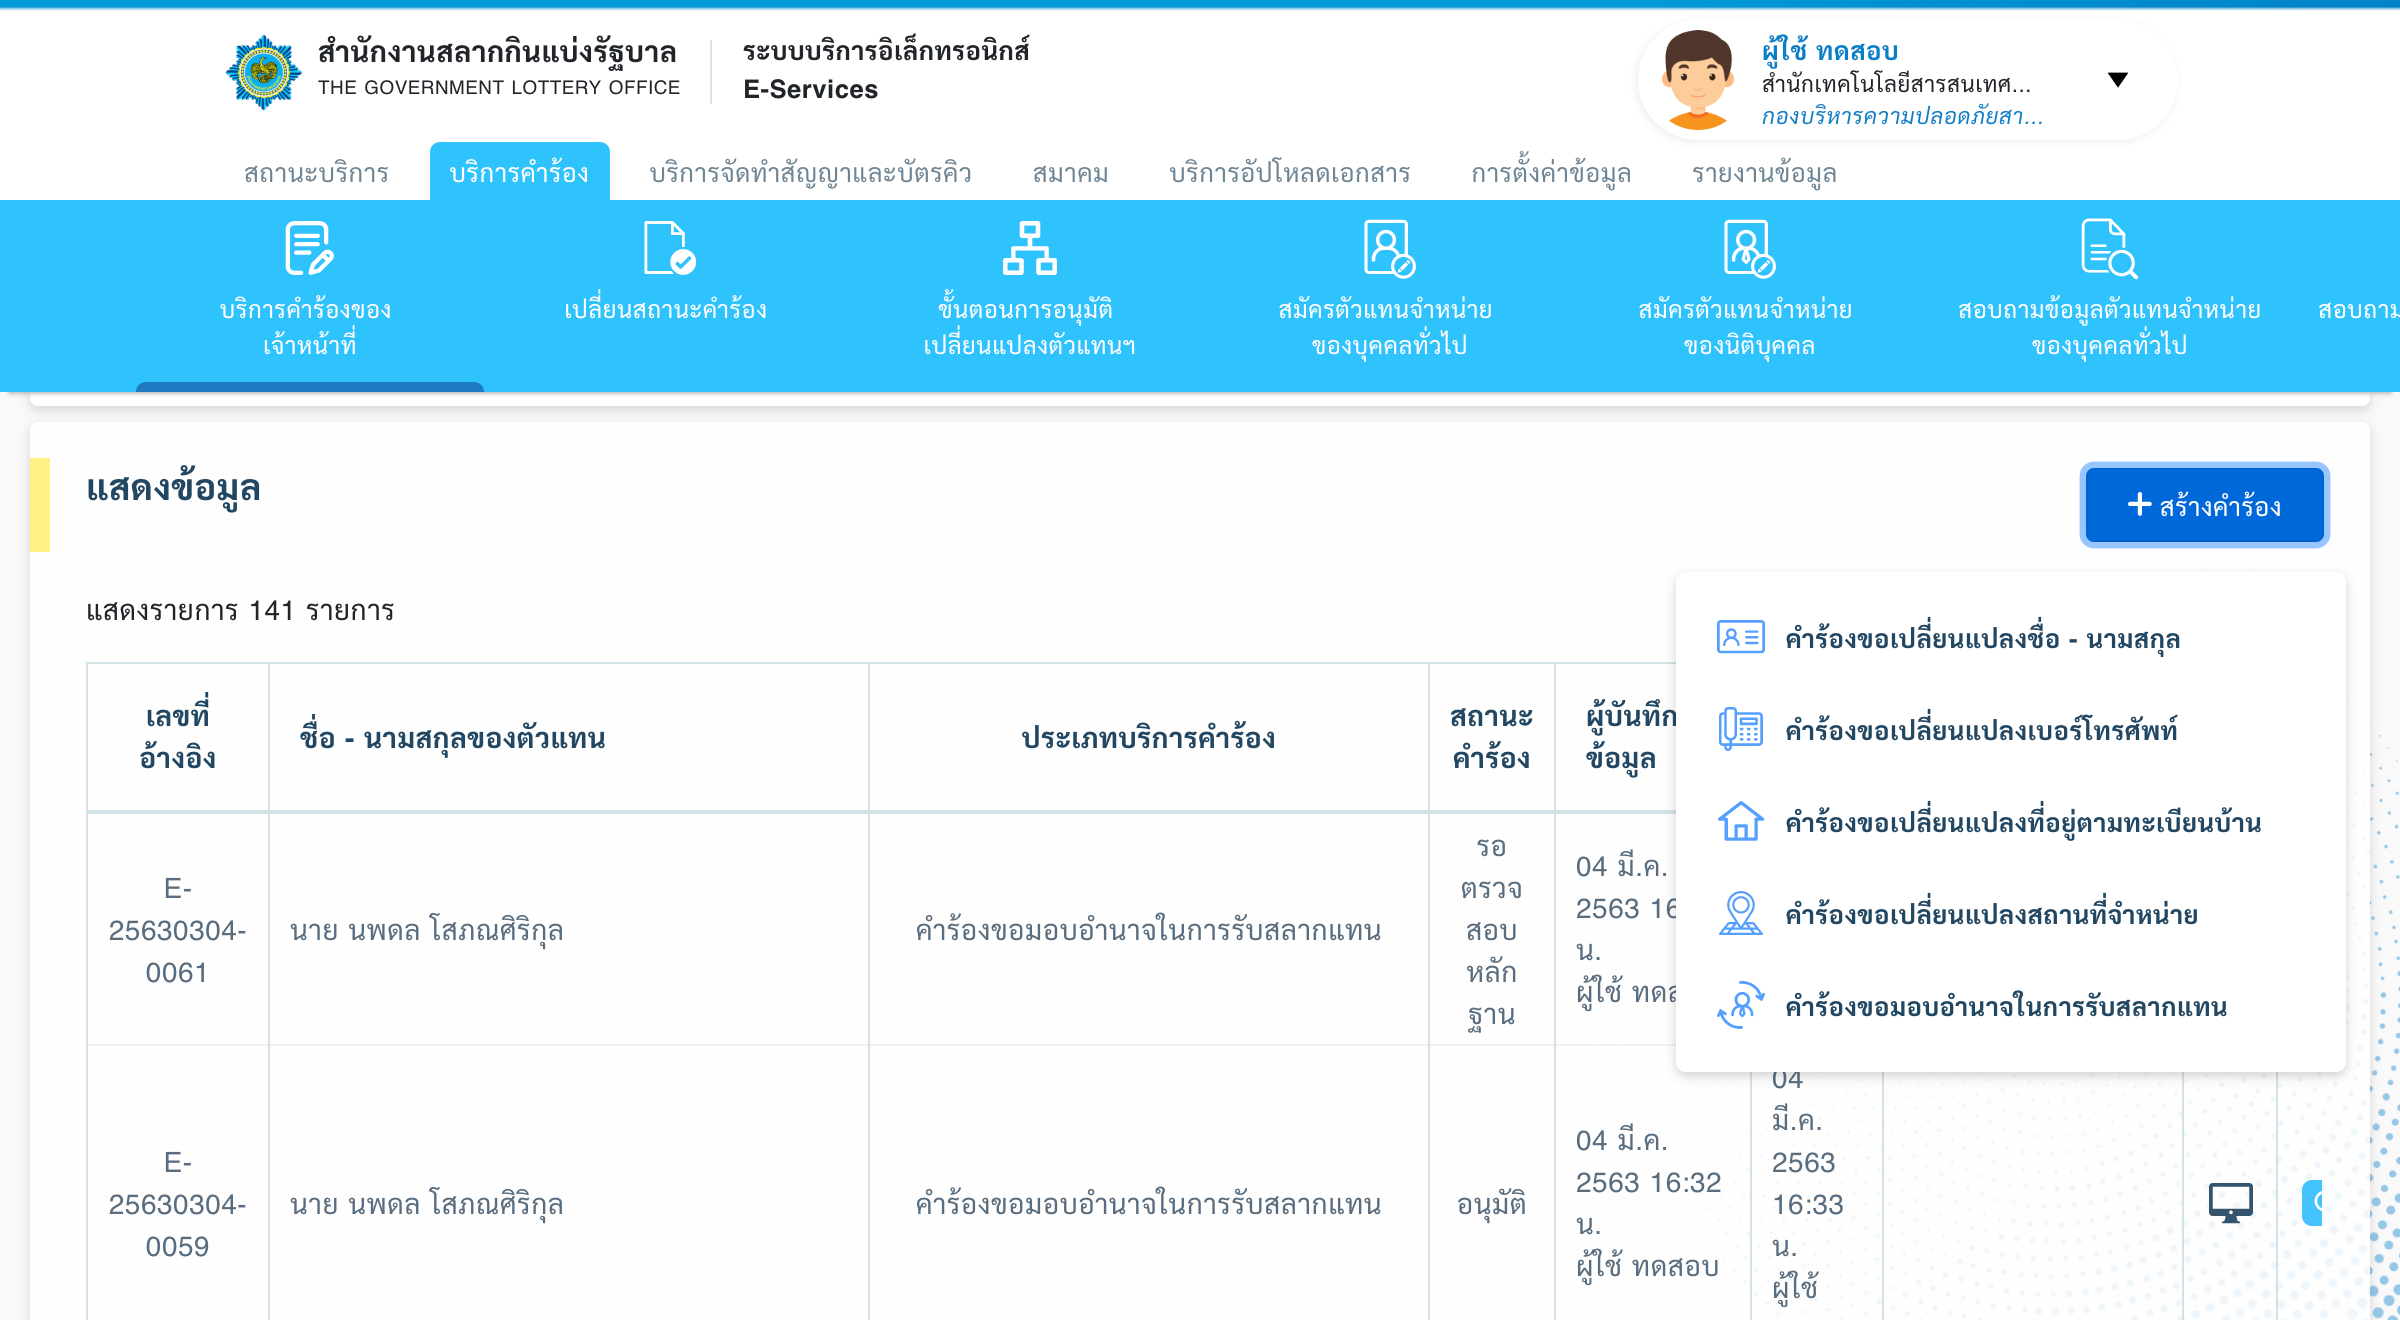 สำนักงานสลากกินแบ่งรัฐบาล
THE GOVERNMENT LOTTERY OFFICE
ระบบบริการอิเล็กทรอนิกส์
E-Services
ผู้ใช้ ทดสอบ
สำนักเทคโนโลยีสารสนเทศ...
กองบริหารความปลอดภัยสา...
สถานะบริการ
บริการคำร้อง
บริการจัดทำสัญญาและบัตรคิว
สมาคม
บริการอัปโหลดเอกสาร
การตั้งค่าข้อมูล
รายงานข้อมูล
บริการคำร้องของ
เจ้าหน้าที่
เปลี่ยนสถานะคำร้อง
ขั้นตอนการอนุมัติ
เปลี่ยนแปลงตัวแทนฯ
สมัครตัวแทนจำหน่าย
ของบุคคลทั่วไป
สมัครตัวแทนจำหน่าย
ของนิติบุคคล
สอบถามข้อมูลตัวแทนจำหน่าย
ของบุคคลทั่วไป
สอบถาม
แสดงข้อมูล
+ สร้างคำร้อง
แสดงรายการ 141 รายการ
คำร้องขอเปลี่ยนแปลงชื่อ - นามสกุล
คำร้องขอเปลี่ยนแปลงเบอร์โทรศัพท์
คำร้องขอเปลี่ยนแปลงที่อยู่ตามทะเบียนบ้าน
คำร้องขอเปลี่ยนแปลงสถานที่จำหน่าย
คำร้องขอมอบอำนาจในการรับสลากแทน
เลขที่
อ้างอิง
ชื่อ - นามสกุลของตัวแทน
ประเภทบริการคำร้อง
สถานะ
คำร้อง
ผู้บันทึก
ข้อมูล
E-
25630304-
0061
นาย นพดล โสภณศิริกุล
คำร้องขอมอบอำนาจในการรับสลากแทน
รอ
ตรวจ
สอบ
หลัก
ฐาน
04 มี.ค.
2563 16
น.
ผู้ใช้ ทดส
E-
25630304-
0059
นาย นพดล โสภณศิริกุล
คำร้องขอมอบอำนาจในการรับสลากแทน
อนุมัติ
04 มี.ค.
2563 16:32
น.
ผู้ใช้ ทดสอบ
04
มี.ค.
2563
16:33
น.
ผู้ใช้